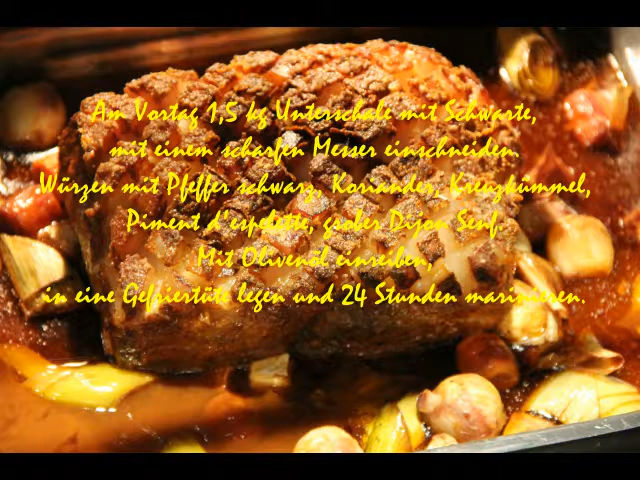 Am Vortag 1,5 kg Unterschale mit Schwarte,
mit einem scharfen Messer einschneiden.
Würzen mit Pfeffer schwarz, Koriander, Kreuzkümmel,
Piment d'espelette, grober Dijon Senf
Mit Olivenöl einreiben,
in eine Gefriertüte legen und 24 Stunden marinieren.